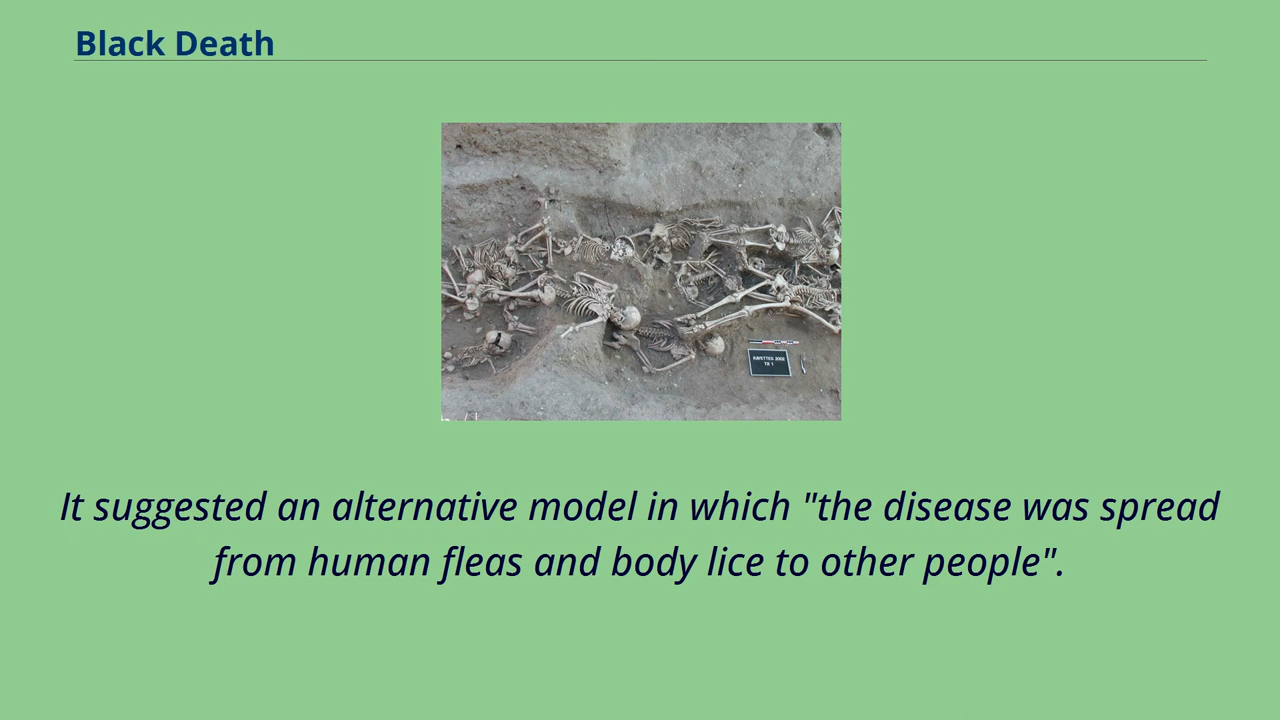 Black Death
It suggested an alternative model in which "the disease was spread
from human fleas and body lice to other people".